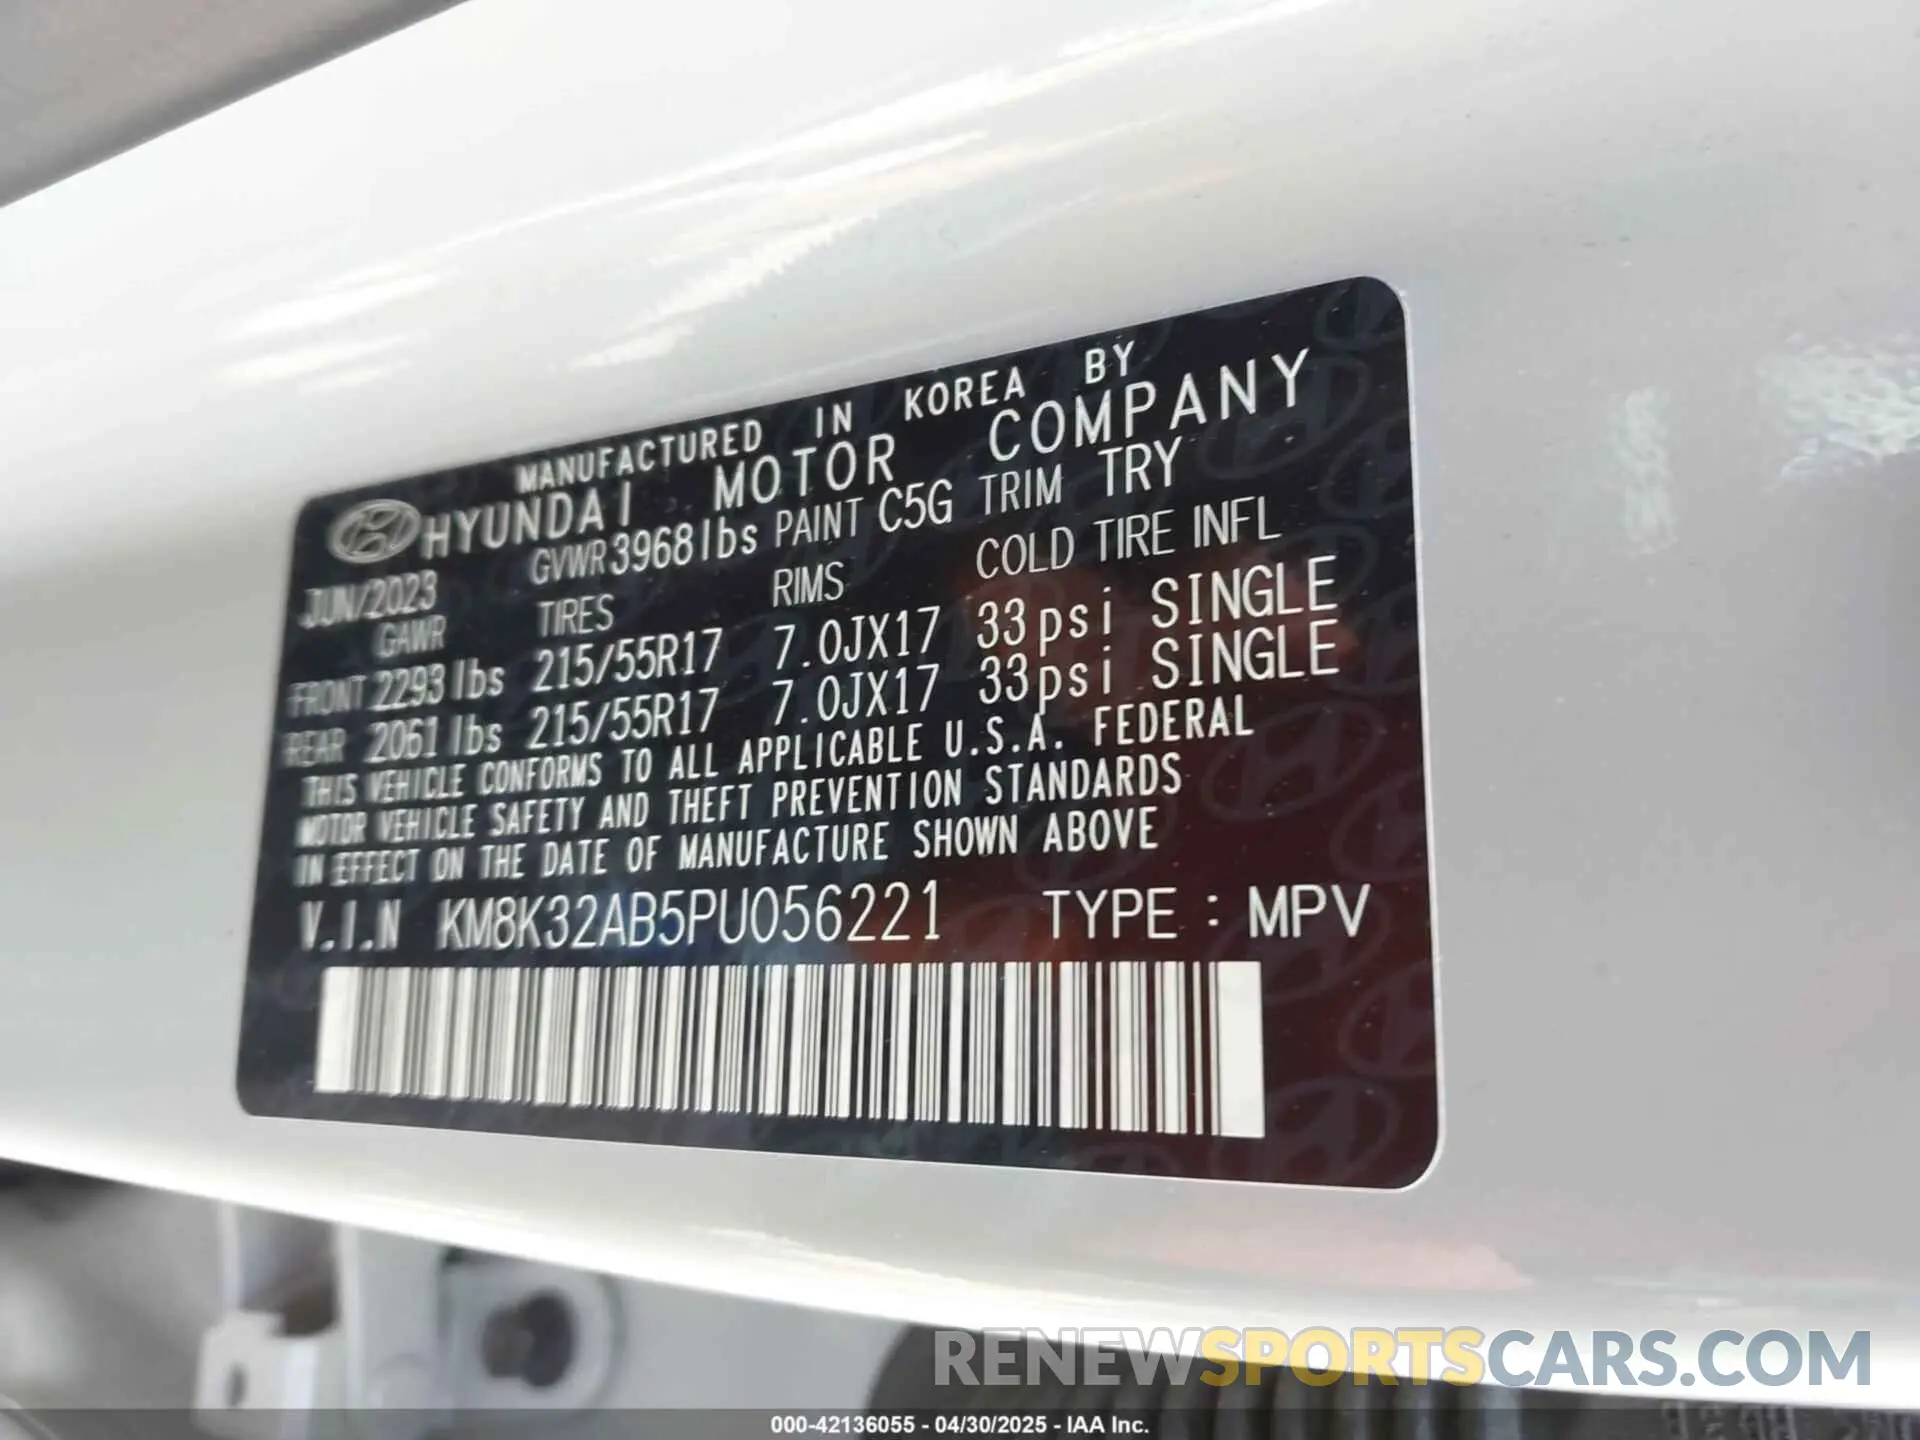 MANUFACTURED IN KOREA BY
HYUNDAI MOTOR COMPANY
JUN/2023 GVWR 3968 lbs PAINT C5G TRIM TRY
GAWR TIRES RIMS COLD TIRE INFL
FRONT 2293 lbs 215/55R17 7.0JX17 33psi SINGLE
REAR 2061 lbs 215/55R17 7.0JX17 33psi SINGLE
THIS VEHICLE CONFORMS TO ALL APPLICABLE U.S.A. FEDERAL
MOTOR VEHICLE SAFETY AND THEFT PREVENTION STANDARDS
IN EFFECT ON THE DATE OF MANUFACTURE SHOWN ABOVE
V.I.N KM8K32AB5PU056221 TYPE : MPV
RENEWSPORTSCARS.COM
000-42136055 - 04/30/2025 - IAA Inc.